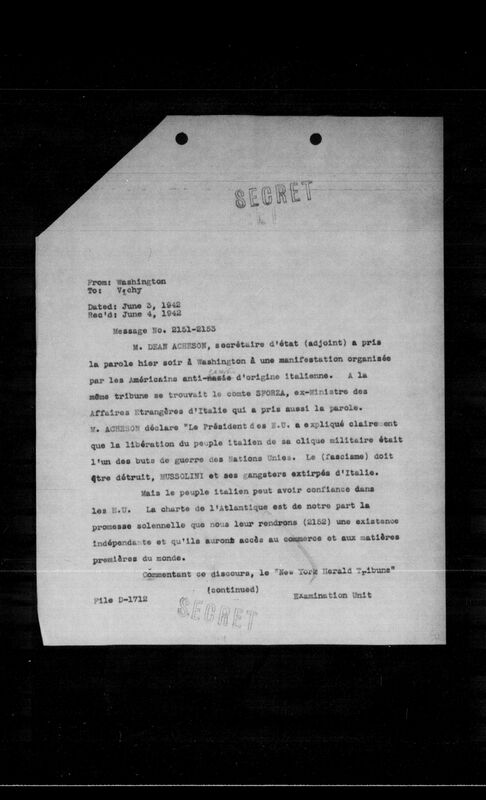 SECRET
From: Washington
To: Vichy
Dated: June 3, 1942
Rec'd: June 4, 1942
Message No. 2151-2153
M. DEAN ACHESON, secrétaire d'état (adjoint) a pris
la parole hier soir à Washington à une manifestation organisée
par les Américains anti-nazis d'origine italienne. A la
même tribune se trouvait le comte SFORZA, ex-Ministre des
Affaires Etrangères d'Italie qui a pris aussi la parole.
M. ACHESON déclare "Le Président des E.U. a expliqué clairement
que la libération du peuple italien de sa clique militaire était
l'un des buts de guerre des Nations Unies. Le (fascisme) doit
être détruit, MUSSOLINI et ses gangsters extirpés d'Italie.
Mais le peuple italien peut avoir confiance dans
les E.U. La charte de l'Atlantique est de notre part la
promesse solennelle que nous leur rendrons (2152) une existence
indépendante et qu'ils auront accès au commerce et aux matières
premières du monde.
Commentant ce discours, le "New York Herald Tribune"
(continued)
File D-1712 Examination Unit
SECRET